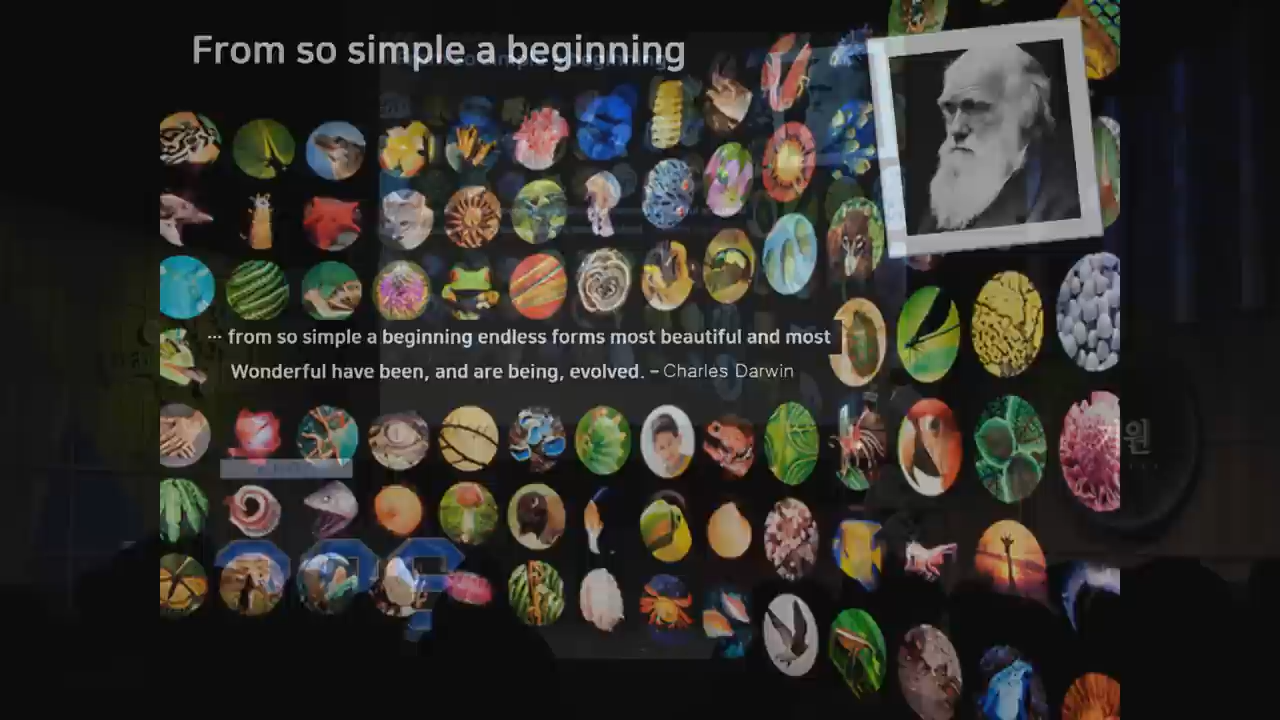 From so simple a beginning
··· from so simple a beginning endless forms most beautiful and most
Wonderful have been, and are being, evolved. – Charles Darwin
원